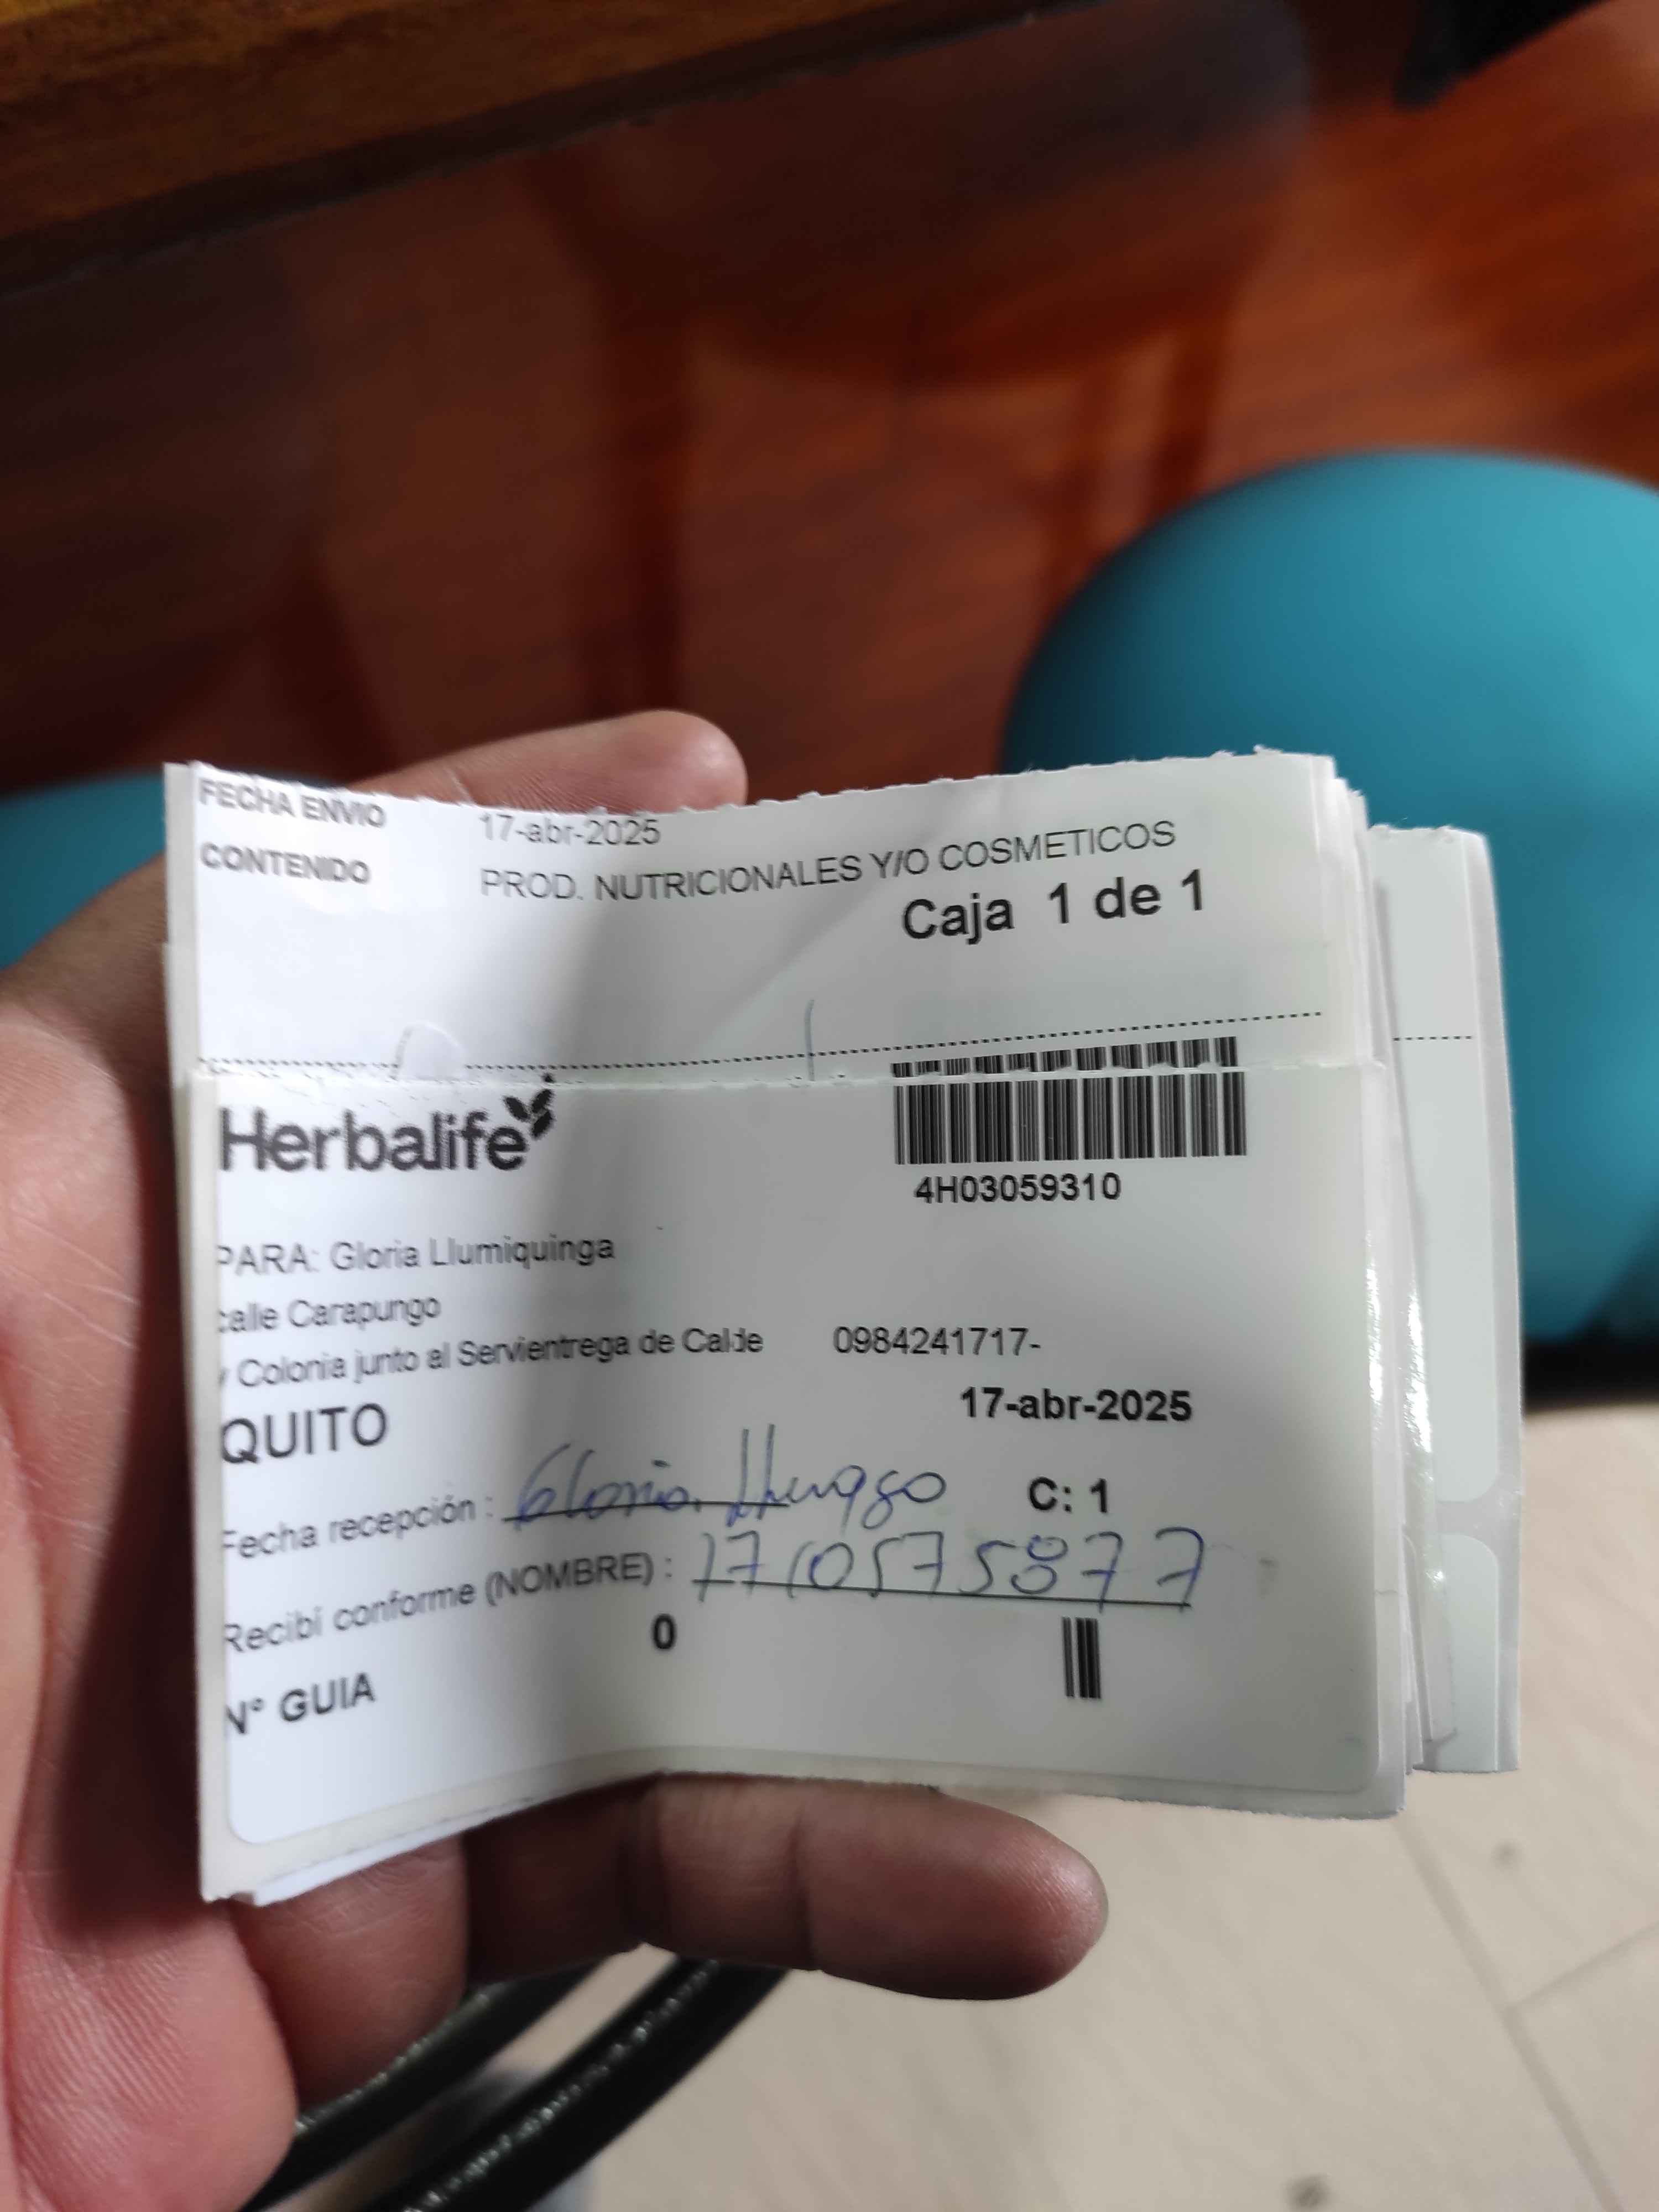 FECHA ENVIO 17-abr-2025
CONTENIDO PROD. NUTRICIONALES Y/O COSMETICOS
Caja 1 de 1
Herbalife
4H03059310
PARA: Gloria Llumiquinga
calle Carapungo
y Colonia junto al Servientrega de Calde 0984241717-
17-abr-2025
QUITO
Fecha recepción : Gloria C: 1
Recibí conforme (NOMBRE) : 1710575877
N° GUIA 0